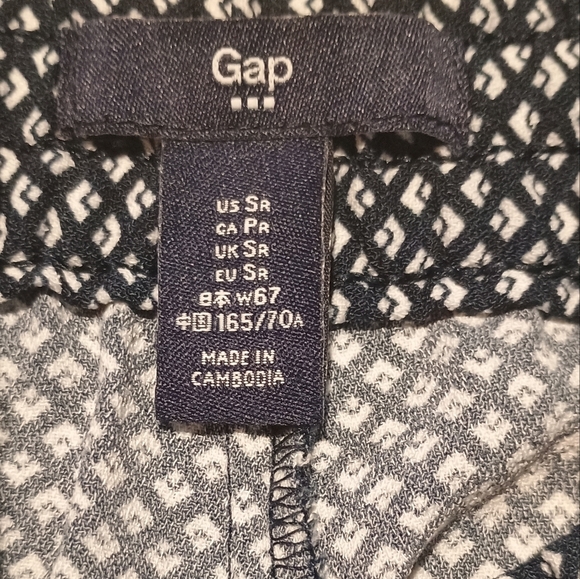 Gap
US SR
CA PR
UK SR
EU SR
日本 W67
中国 165/70A
MADE IN
CAMBODIA